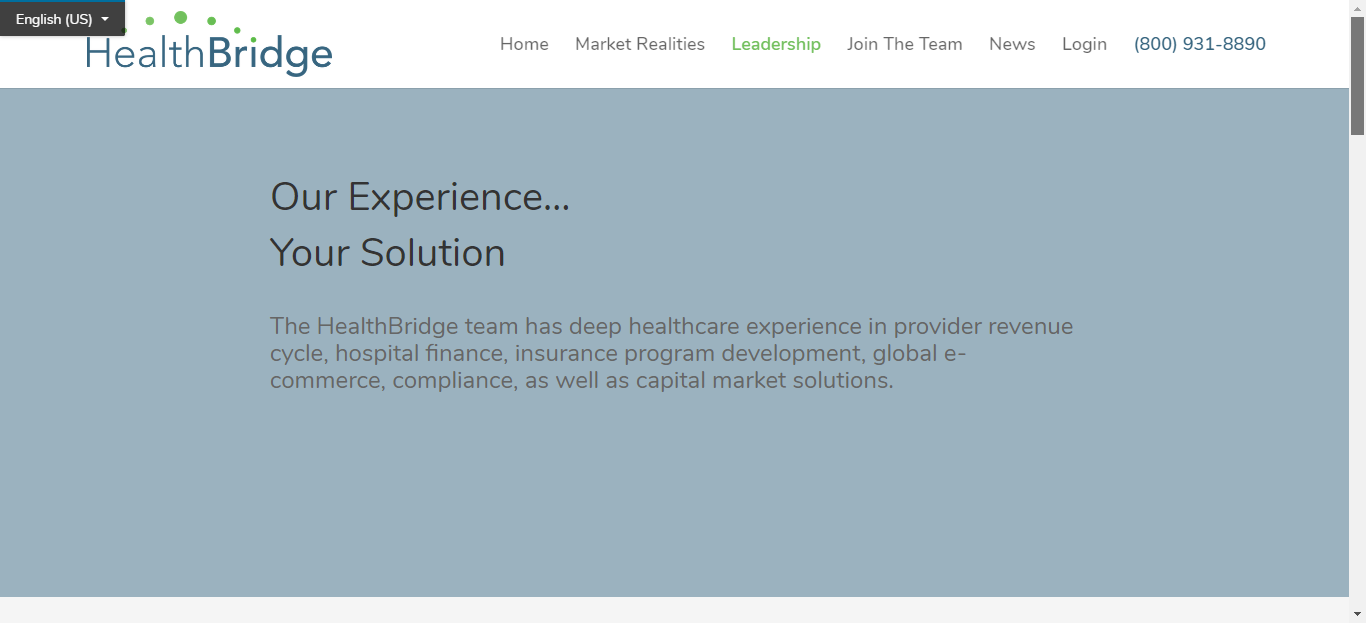 English (US)
HealthBridge
Home Market Realities Leadership Join The Team News Login (800) 931-8890
Our Experience...
Your Solution
The HealthBridge team has deep healthcare experience in provider revenue
cycle, hospital finance, insurance program development, global e-
commerce, compliance, as well as capital market solutions.